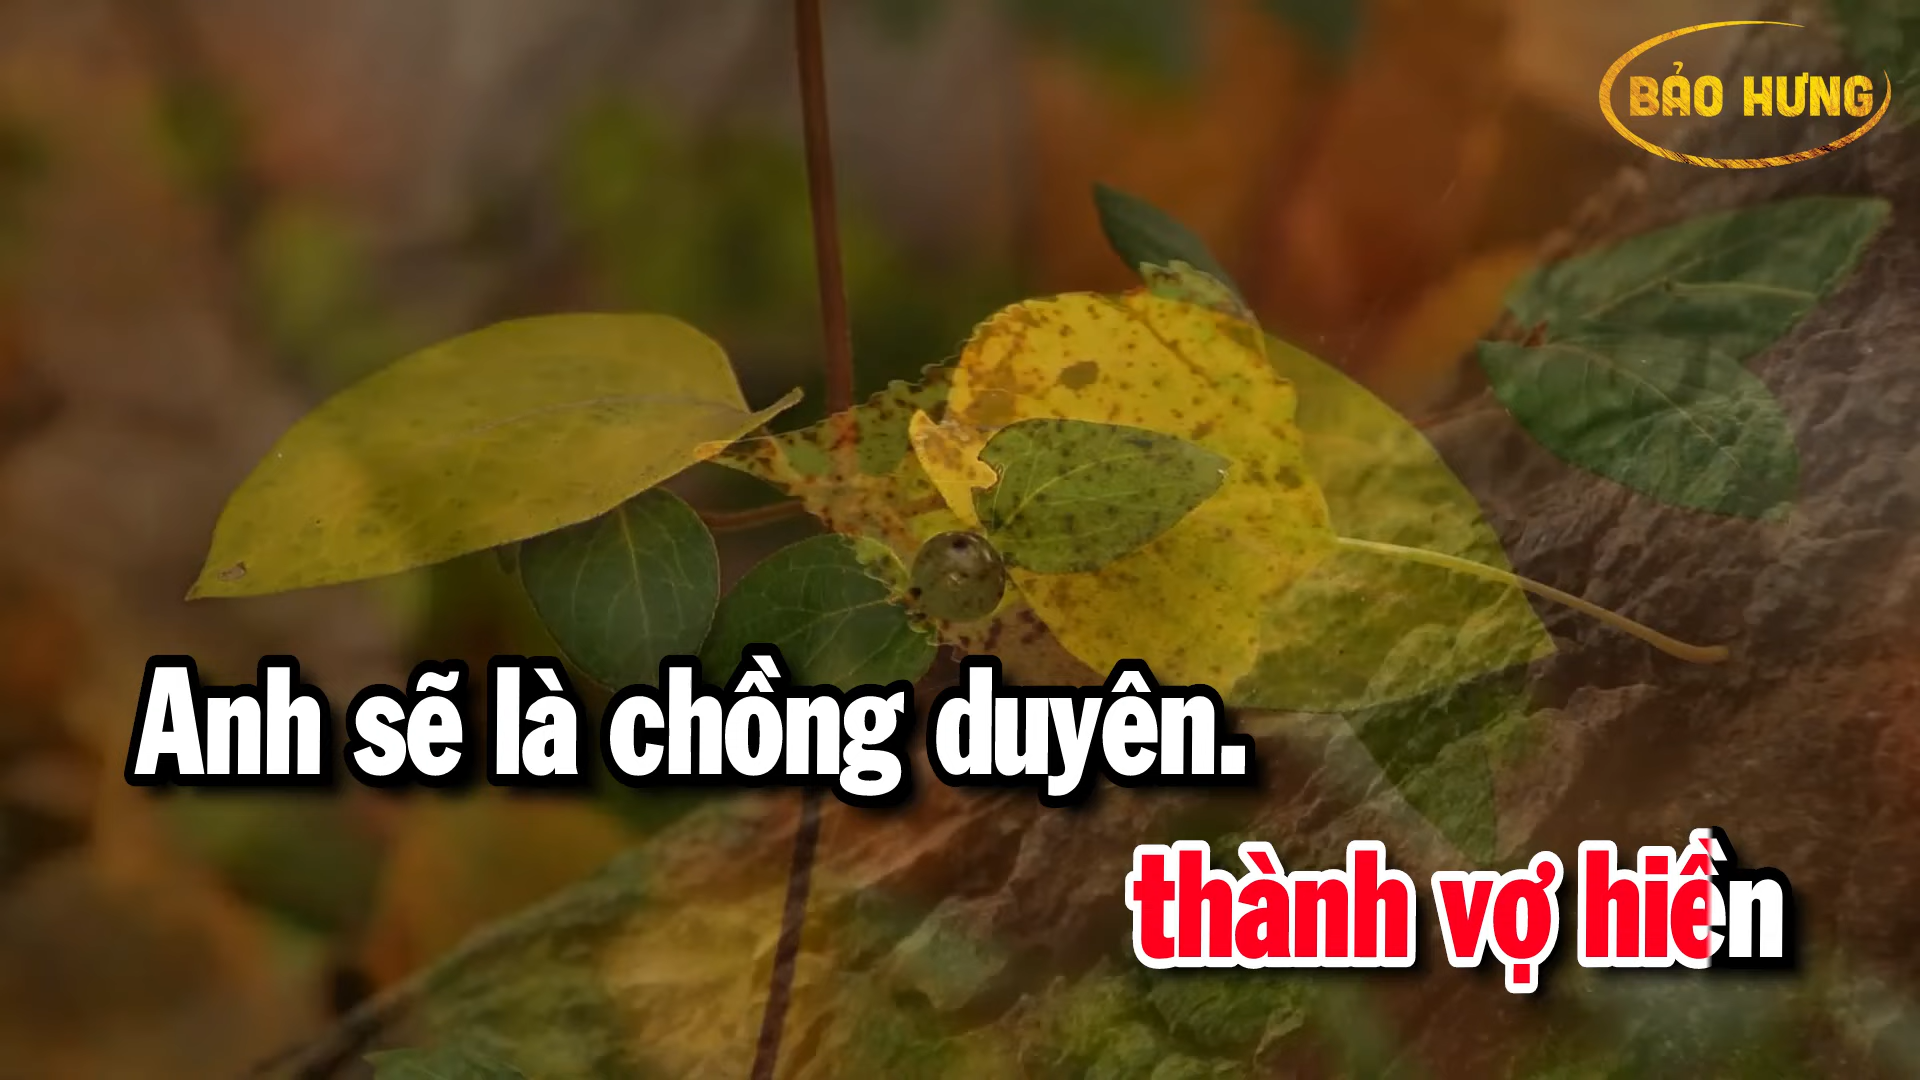 BẢO HƯNG
Anh sẽ là chồng duyên.
thành vợ hiền